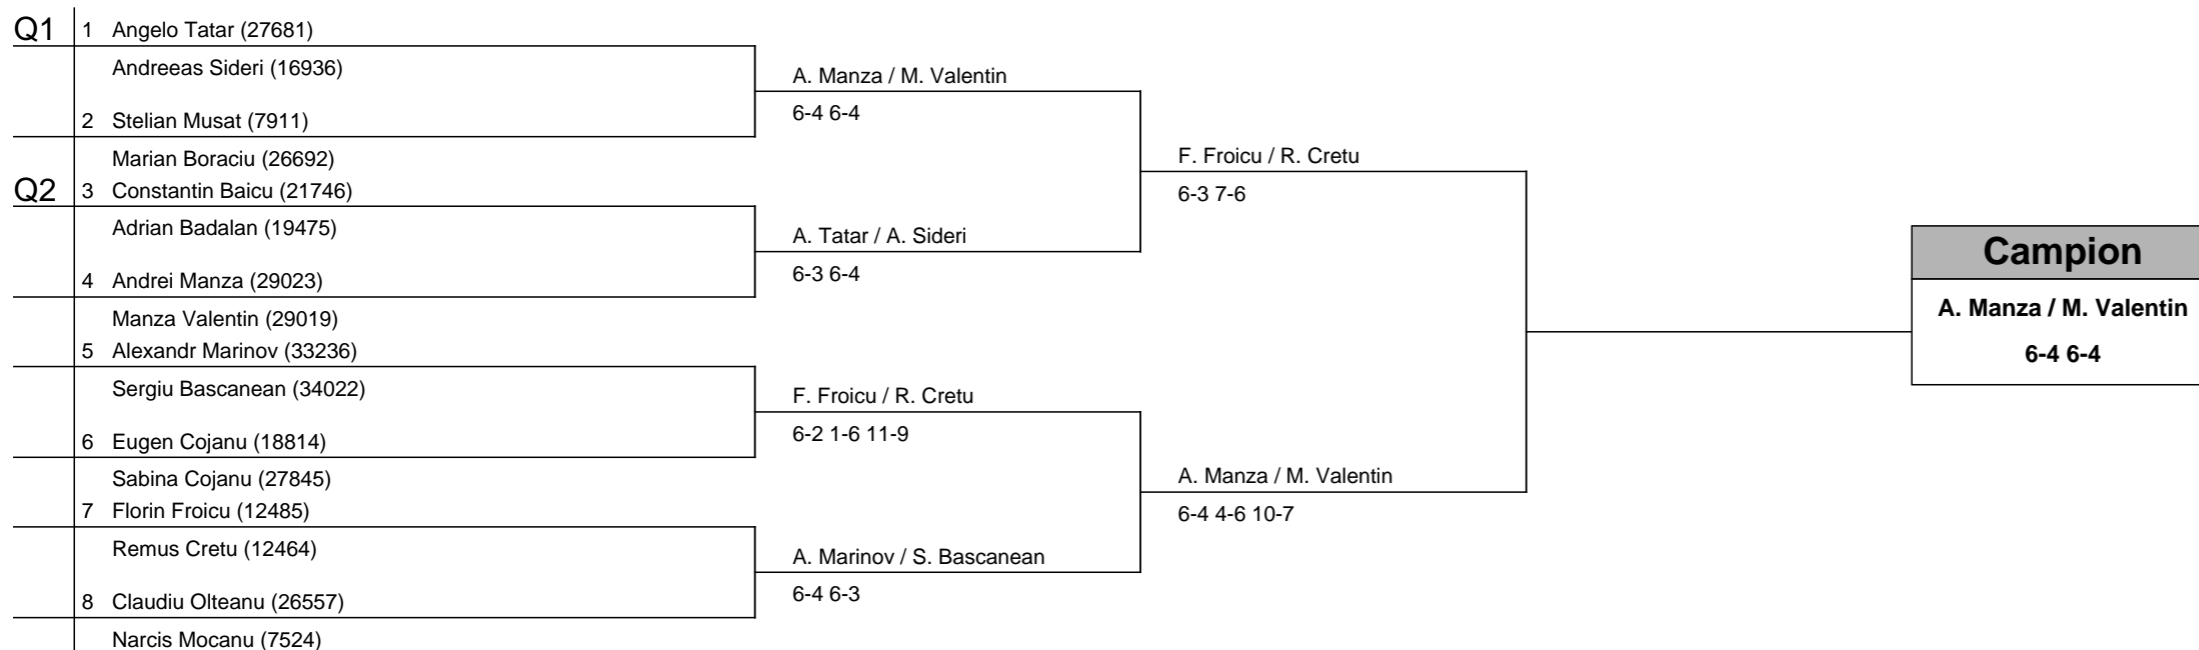 Q1 1 Angelo Tatar (27681)
Andreeas Sideri (16936)
A. Manza / M. Valentin
6-4 6-4
2 Stelian Musat (7911)
Marian Boraciu (26692)
F. Froicu / R. Cretu
6-3 7-6
Q2 3 Constantin Baicu (21746)
Adrian Badalan (19475)
A. Tatar / A. Sideri
6-3 6-4
4 Andrei Manza (29023)
Manza Valentin (29019)
Campion
A. Manza / M. Valentin
6-4 6-4
5 Alexandr Marinov (33236)
Sergiu Bascanean (34022)
F. Froicu / R. Cretu
6-2 1-6 11-9
6 Eugen Cojanu (18814)
Sabina Cojanu (27845)
A. Manza / M. Valentin
6-4 4-6 10-7
7 Florin Froicu (12485)
Remus Cretu (12464)
A. Marinov / S. Bascanean
6-4 6-3
8 Claudiu Olteanu (26557)
Narcis Mocanu (7524)